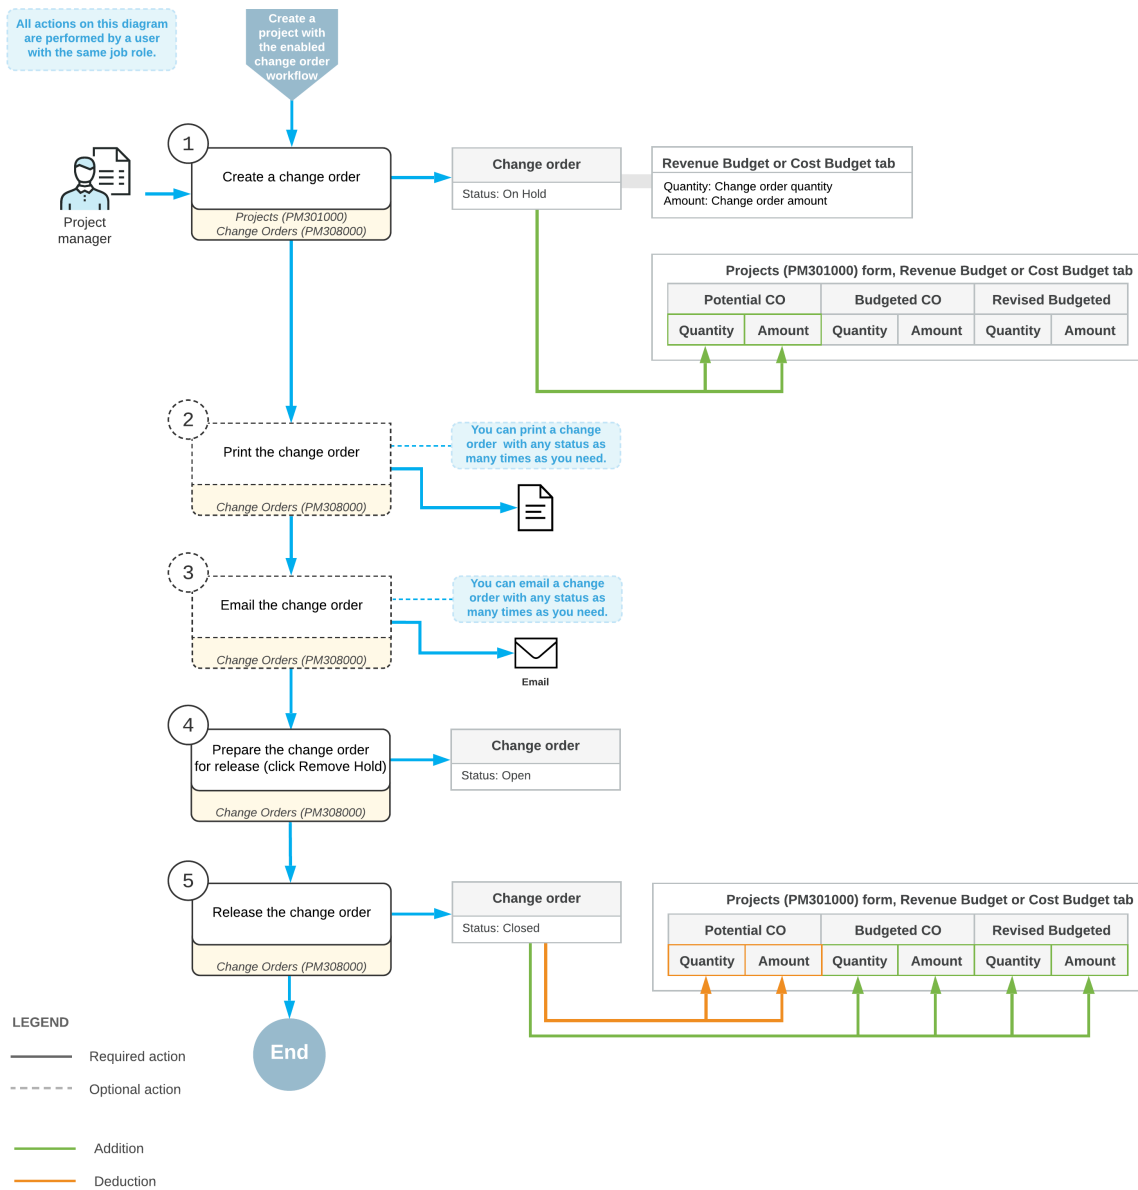 All actions on this diagram
are performed by a user
with the same job role.
Create a
project with
the enabled
change order
workflow
1
Create a change order
Projects (PM301000)
Change Orders (PM308000)
Project
manager
Change order
Status: On Hold
Revenue Budget or Cost Budget tab
Quantity: Change order quantity
Amount: Change order amount
Projects (PM301000) form, Revenue Budget or Cost Budget tab
Potential CO Budgeted CO Revised Budgeted
Quantity Amount Quantity Amount Quantity Amount
2
Print the change order
Change Orders (PM308000)
You can print a change
order with any status as
many times as you need.
3
Email the change order
Change Orders (PM308000)
You can email a change
order with any status as
many times as you need.
Email
4
Prepare the change order
for release (click Remove Hold)
Change Orders (PM308000)
Change order
Status: Open
5
Release the change order
Change Orders (PM308000)
Change order
Status: Closed
Projects (PM301000) form, Revenue Budget or Cost Budget tab
Potential CO Budgeted CO Revised Budgeted
Quantity Amount Quantity Amount Quantity Amount
End
LEGEND
Required action
Optional action
Addition
Deduction